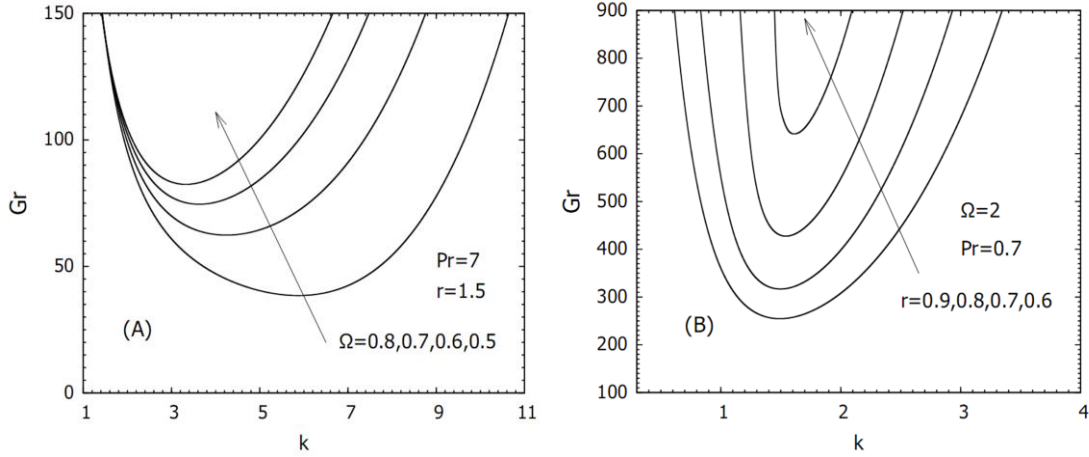 150
100
50
0
Gr
Pr=7
r=1.5
(A)
Ω=0.8,0.7,0.6,0.5
1 3 5 7 9 11
k
900
800
700
600
500
400
300
200
100
Gr
Ω=2
Pr=0.7
r=0.9,0.8,0.7,0.6
(B)
1 2 3 4
k